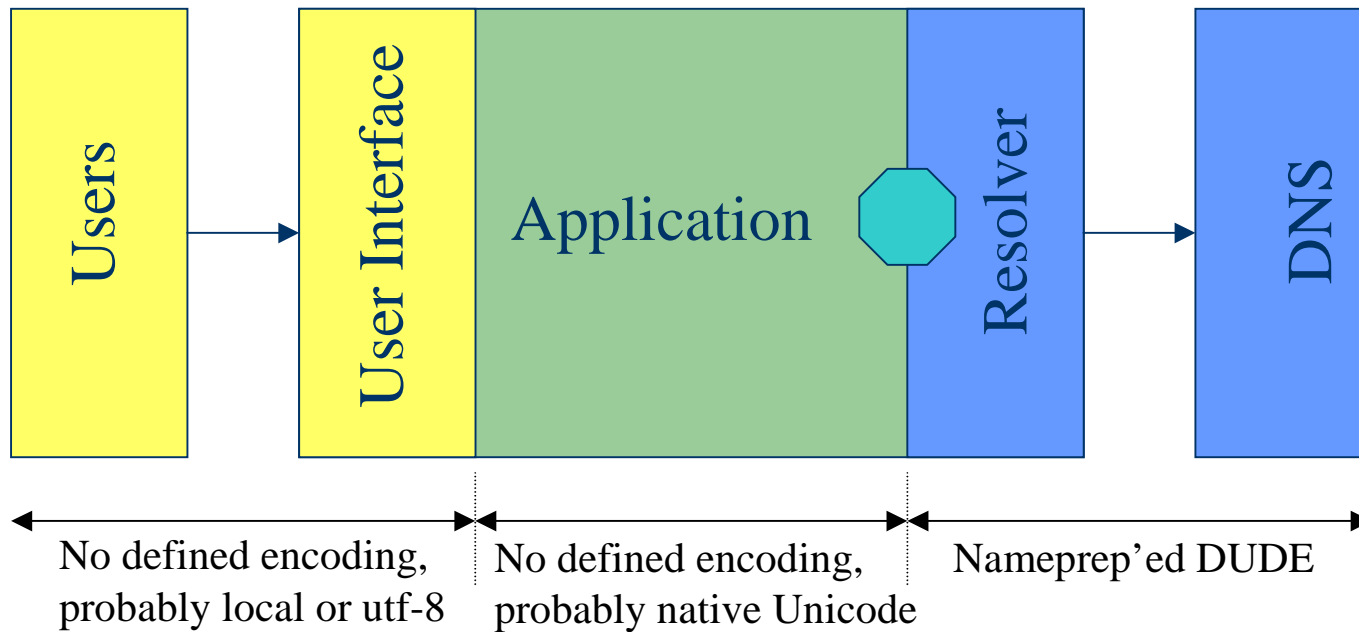 Users
User Interface
Application
Resolver
DNS
No defined encoding,
probably local or utf-8
No defined encoding,
probably native Unicode
Nameprep’ed DUDE